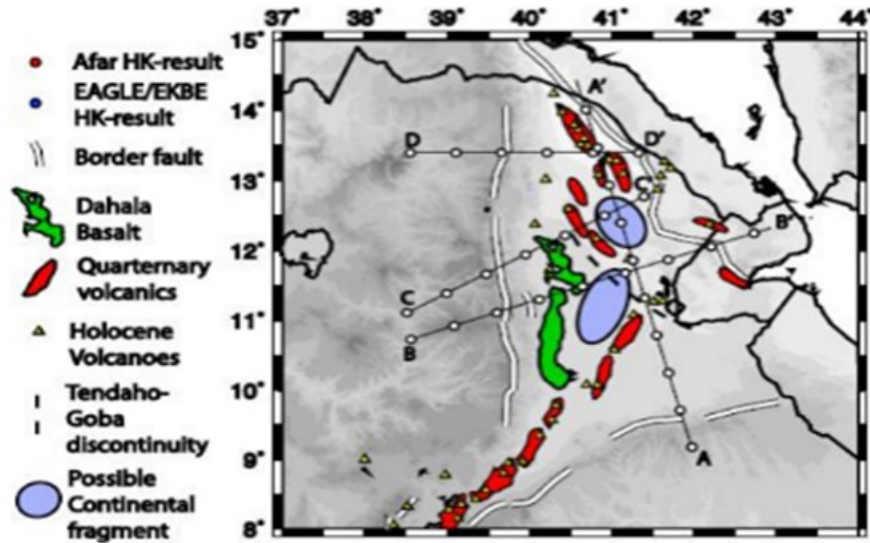 37° 38° 39° 40° 41° 42° 43° 44°
15°
14°
13°
12°
11°
10°
9°
8°
Afar HK-result
EAGLE/EKBE
HK-result
Border fault
Dahala
Basalt
Quarternary
volcanics
Holocene
Volcanoes
Tendaho-
Goba
discontinuity
Possible
Continental
fragment
A'
D
D'
C'
B'
C
B
A